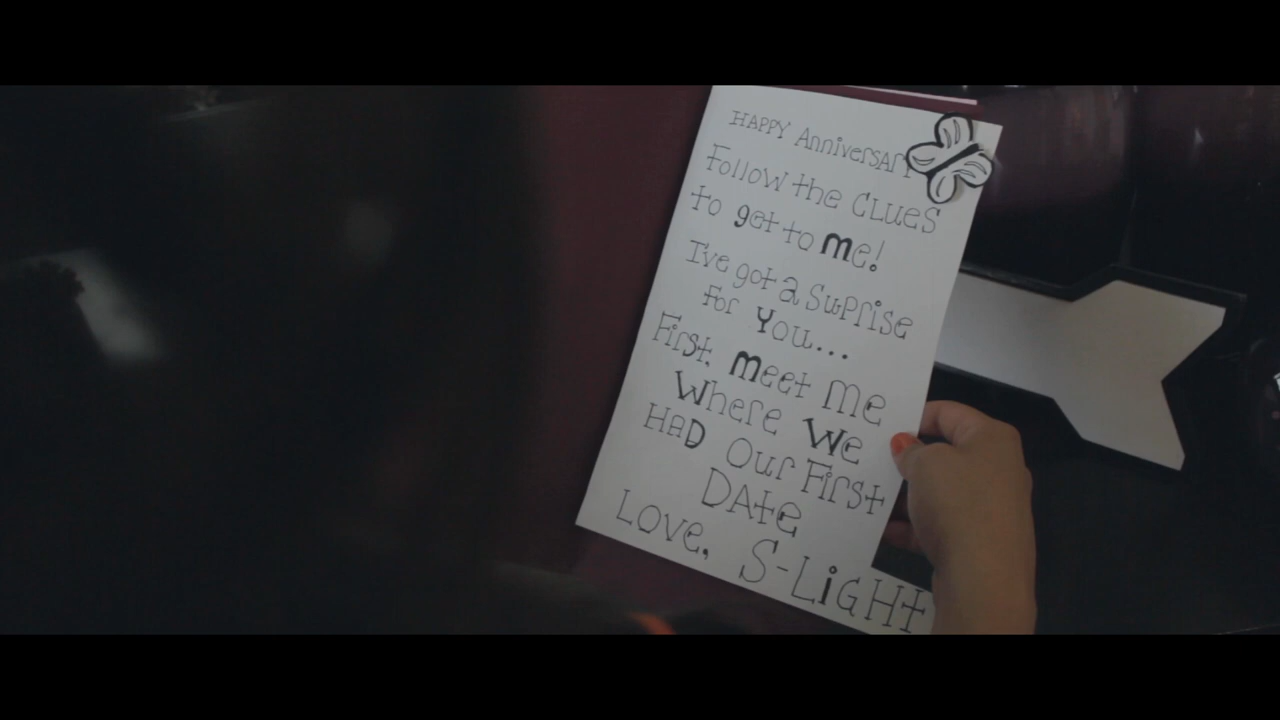 HAPPY AnniversAry
Follow the CLUES
to get to me!
I've got a suprise
for You...
First, meet me
Where We
HAD Our First
DAte
Love, S-LiGHt